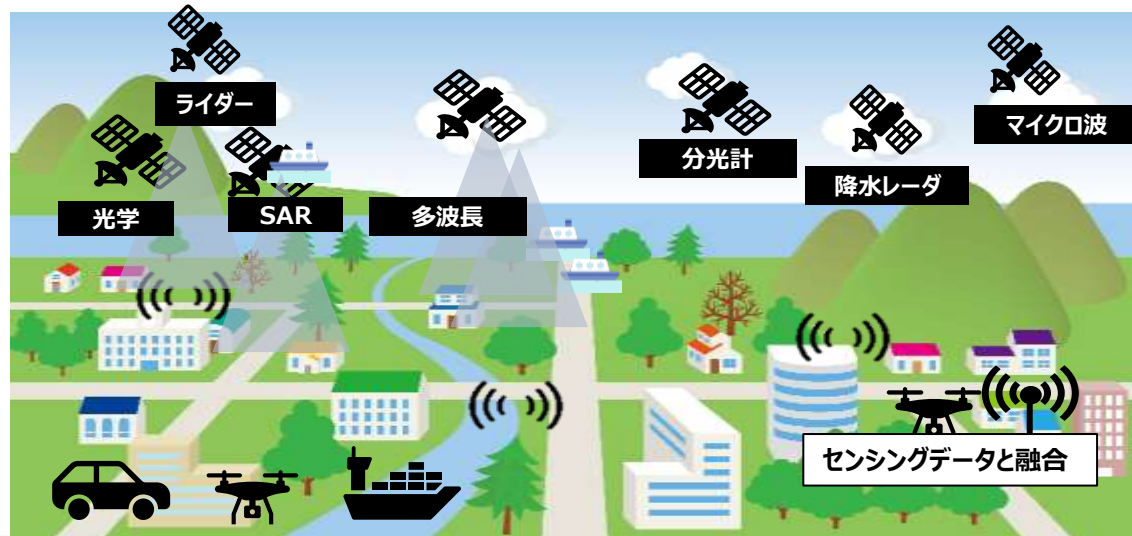 ライダー
マイクロ波
分光計
降水レーダ
光学
SAR
多波長
センシングデータと融合